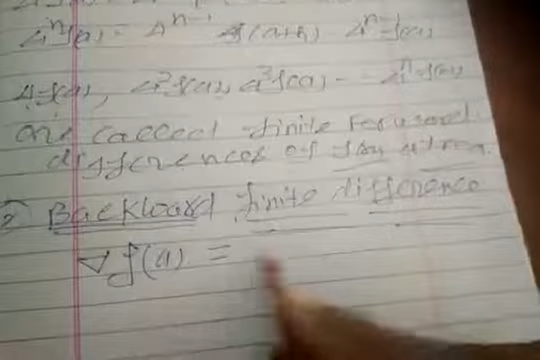 Δⁿf(a) = Δⁿ⁻¹ f(a+h) Δⁿ⁻¹f(a)
Δf(a), Δ²f(a), Δ³f(a) -- Δⁿf(a)
are called finite forward
differences of f(x) at x=a.
② Backward finite difference
∇f(a) =